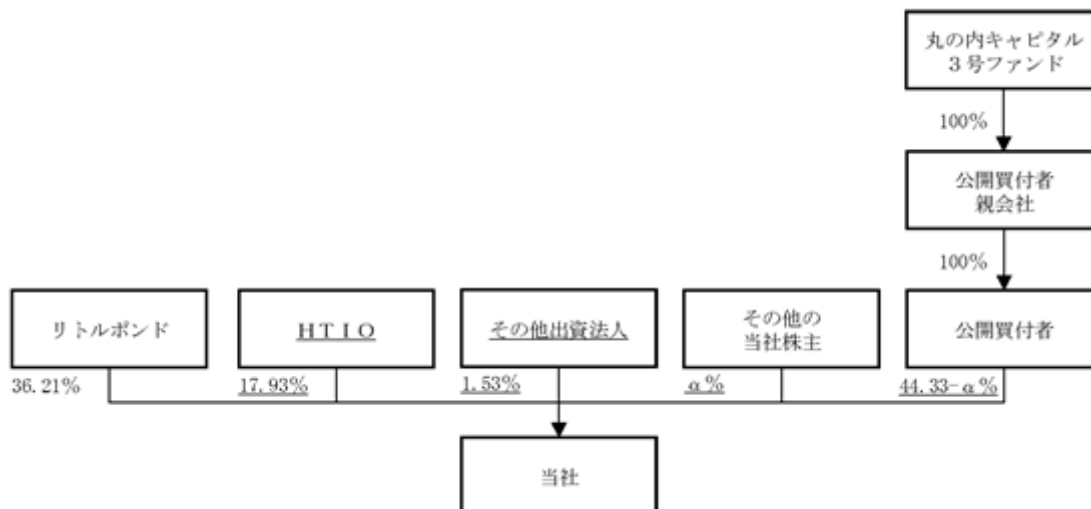 丸の内キャピタル
3号ファンド
100%
公開買付者
親会社
100%
リトルポンド
HTIO
その他出資法人
その他の
当社株主
公開買付者
36.21%
17.93%
1.53%
α%
44.33-α%
当社